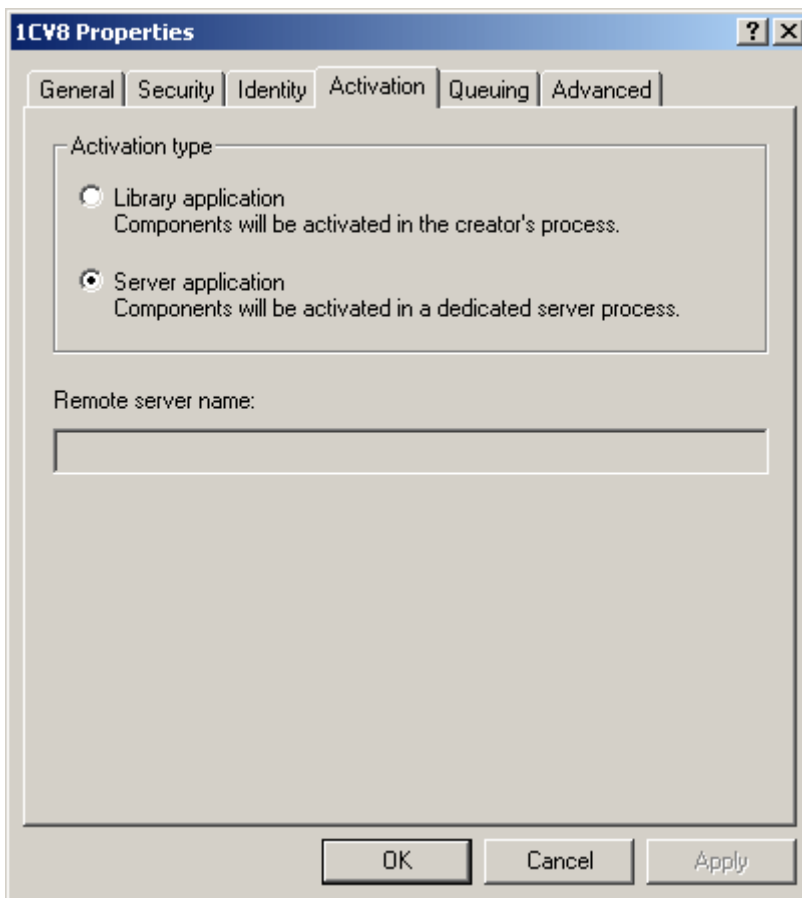 1CV8 Properties
General Security Identity Activation Queuing Advanced
Activation type
Library application
Components will be activated in the creator's process.
Server application
Components will be activated in a dedicated server process.
Remote server name:
OK Cancel Apply